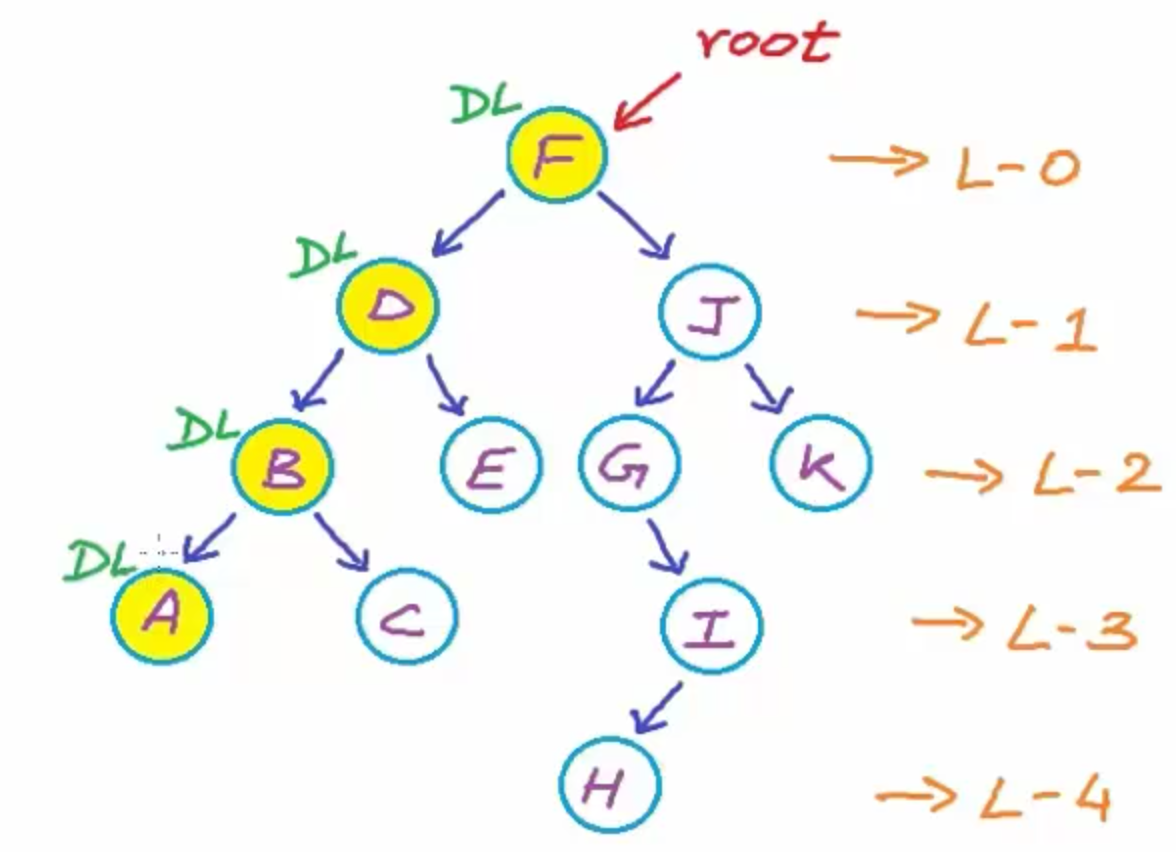 root
DL
F
→ L-0
DL
D
J
→ L-1
DL
B
E
G
K
→ L-2
DL
A
C
I
→ L-3
H
→ L-4